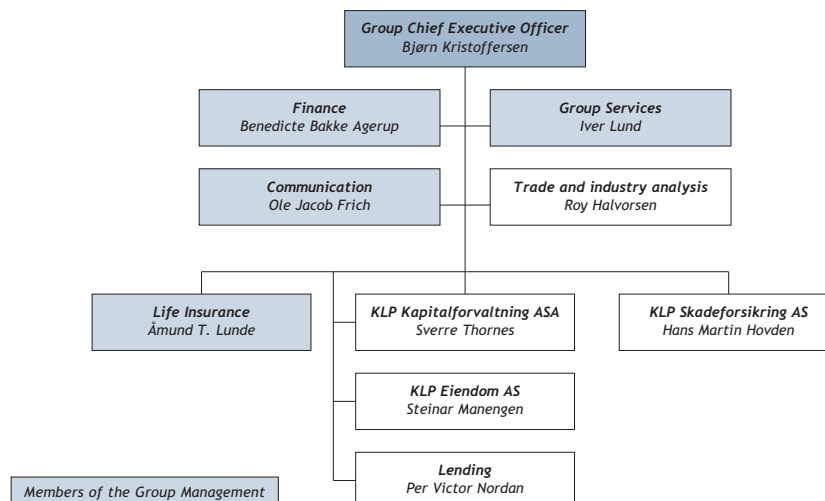 Group Chief Executive Officer
Bjørn Kristoffersen
Finance
Benedicte Bakke Agerup
Group Services
Iver Lund
Communication
Ole Jacob Frich
Trade and industry analysis
Roy Halvorsen
Life Insurance
Åmund T. Lunde
KLP Kapitalforvaltning ASA
Sverre Thornes
KLP Skadeforsikring AS
Hans Martin Hovden
KLP Eiendom AS
Steinar Manengen
Lending
Per Victor Nordan
Members of the Group Management